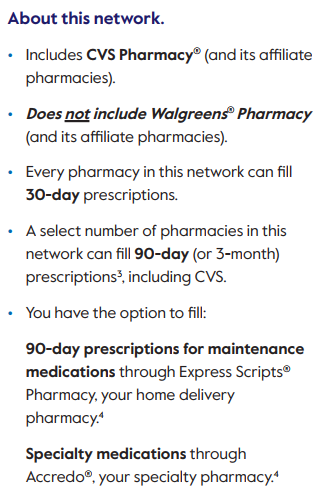 About this network.
• Includes CVS Pharmacy® (and its affiliate
pharmacies).
• Does not include Walgreens® Pharmacy
(and its affiliate pharmacies).
• Every pharmacy in this network can fill
30-day prescriptions.
• A select number of pharmacies in this
network can fill 90-day (or 3-month)
prescriptions³, including CVS.
• You have the option to fill:
90-day prescriptions for maintenance
medications through Express Scripts®
Pharmacy, your home delivery
pharmacy.⁴
Specialty medications through
Accredo®, your specialty pharmacy.⁴